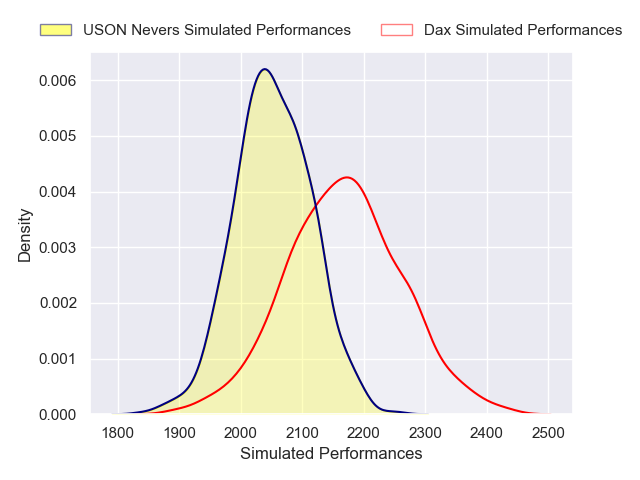 USON Nevers Simulated Performances
Dax Simulated Performances
0.006
0.005
0.004
0.003
0.002
0.001
0.000
Density
1800 1900 2000 2100 2200 2300 2400 2500
Simulated Performances